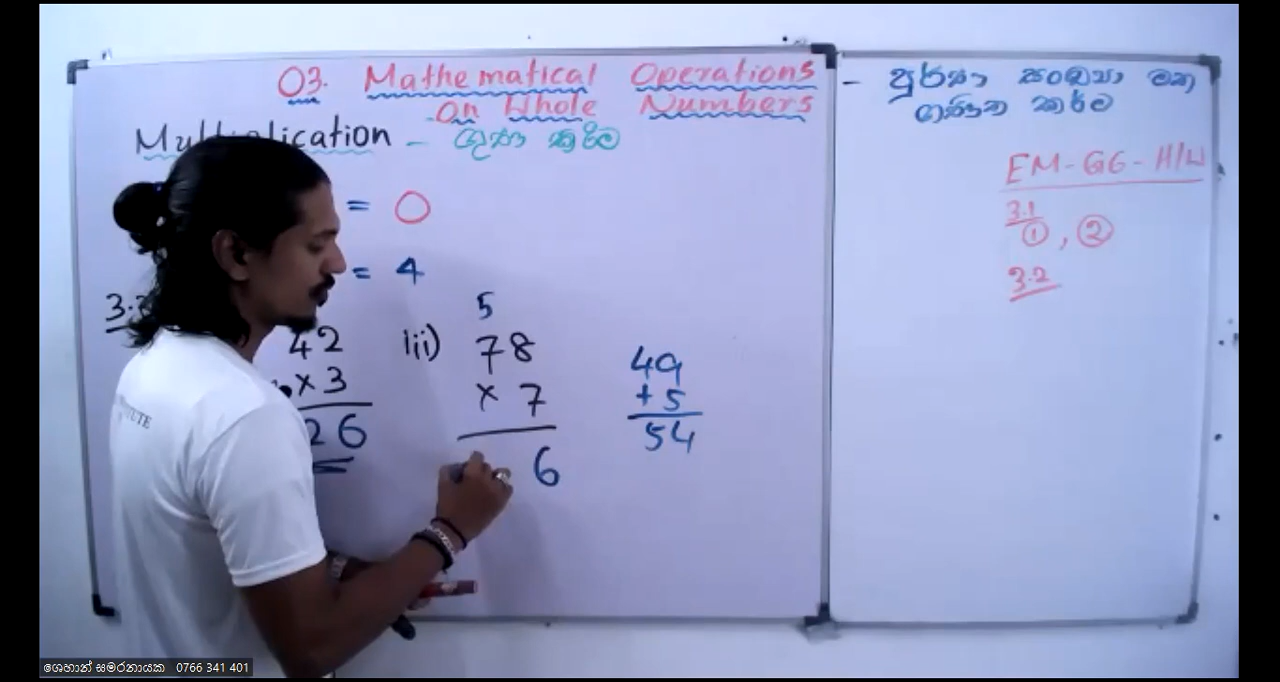 03. Mathematical Operations - පූර්ණ සංඛ්‍යා මත
On Whole Numbers ගණිත කර්ම
Multiplication - ගුණ කිරීම
EM - G6 - H/W
= 0
3.1
①, ②
= 4
3.2
5
42 iii) 78 49
× 3 × 7 + 5
26 6 54
ශෙහාන් සමරනායක 0766 341 401